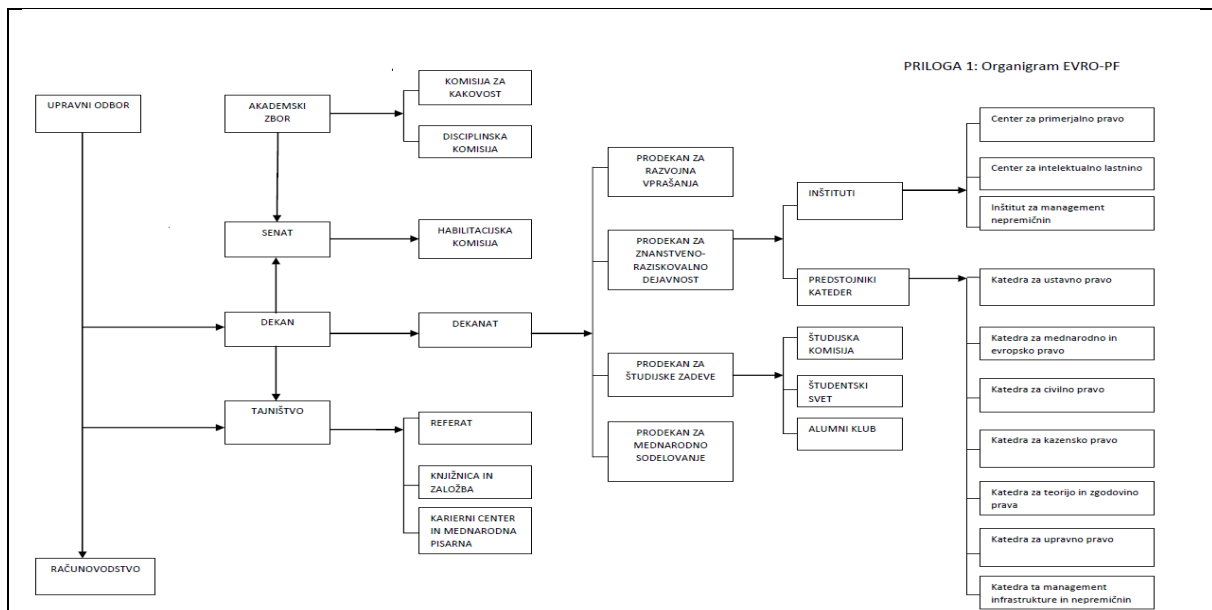 PRILOGA 1: Organigram EVRO-PF
UPRAVNI ODBOR
RAČUNOVODSTVO
AKADEMSKI
ZBOR
SENAT
DEKAN
TAJNIŠTVO
KOMISIJA ZA
KAKOVOST
DISCIPLINSKA
KOMISIJA
HABILITACIJSKA
KOMISIJA
DEKANAT
REFERAT
KNJIŽNICA IN
ZALOŽBA
KARIERNI CENTER
IN MEDNARODNA
PISARNA
PRODEKAN ZA
RAZVOJNA
VPRAŠANJA
PRODEKAN ZA
ZNANSTVENO-
RAZISKOVALNO
DEJAVNOST
PRODEKAN ZA
ŠTUDIJSKE ZADEVE
PRODEKAN ZA
MEDNARODNO
SODELOVANJE
INŠTITUTI
PREDSTOJNIKI
KATEDER
ŠTUDIJSKA
KOMISIJA
ŠTUDENTSKI
SVET
ALUMNI KLUB
Center za primerjalno pravo
Center za intelektualno lastnino
Inštitut za management
nepremičnin
Katedra za ustavno pravo
Katedra za mednarodno in
evropsko pravo
Katedra za civilno pravo
Katedra za kazensko pravo
Katedra za teorijo in zgodovino
prava
Katedra za upravno pravo
Katedra ta management
infrastrukture in nepremičnin